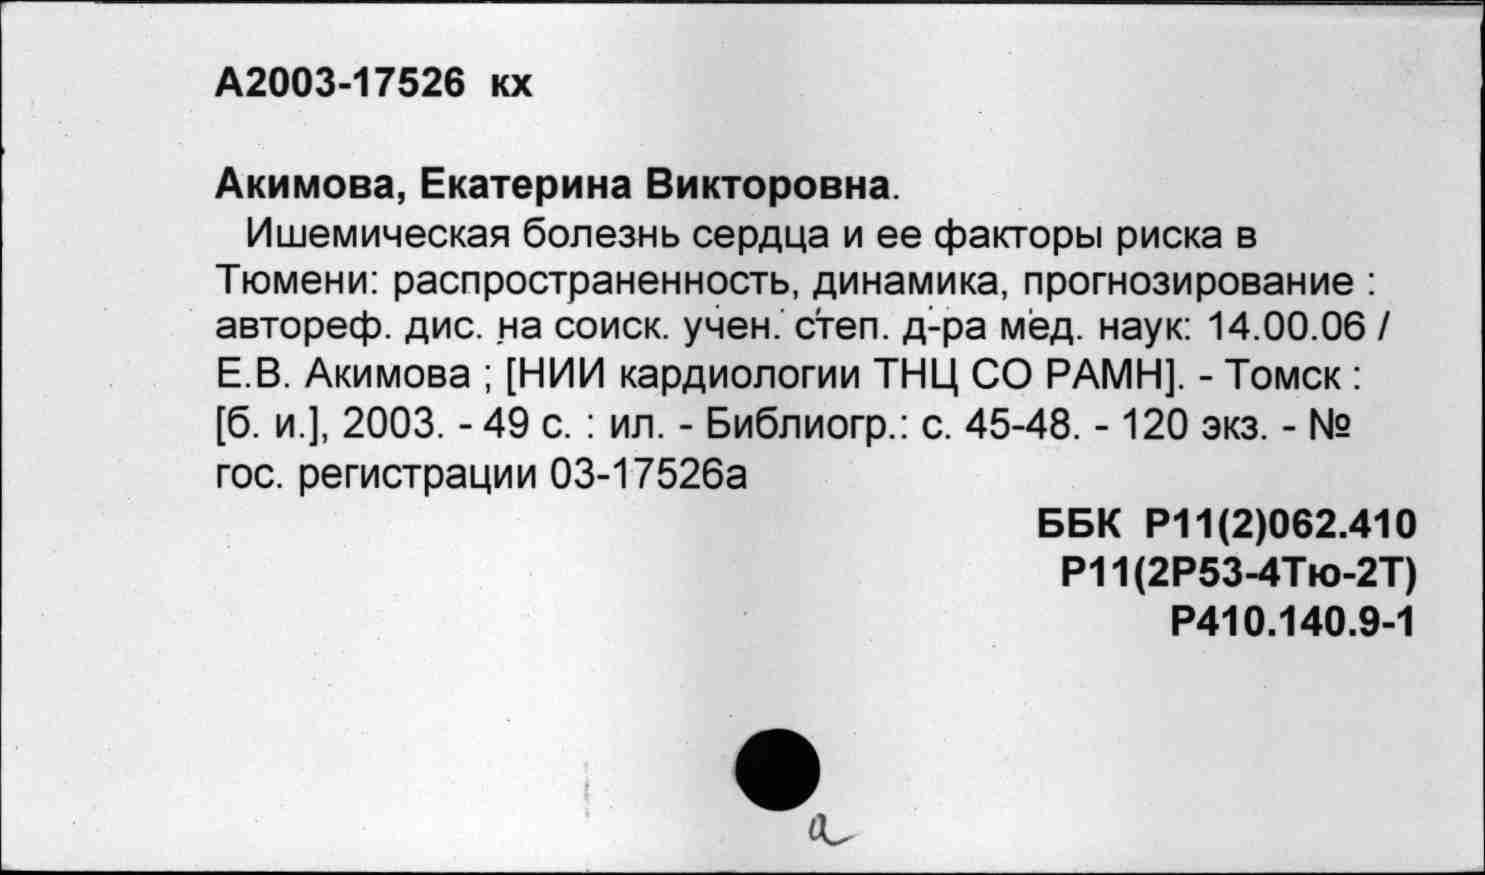 А2003-17526 кх
Акимова, Екатерина Викторовна.
Ишемическая болезнь сердца и ее факторы риска в
Тюмени: распространенность, динамика, прогнозирование :
автореф. дис. на соиск. учен. степ. д-ра мед. наук: 14.00.06 /
Е.В. Акимова ; [НИИ кардиологии ТНЦ СО РАМН]. - Томск :
[б. и.], 2003. - 49 с. : ил. - Библиогр.: с. 45-48. - 120 экз. - №
гос. регистрации 03-17526а
ББК Р11(2)062.410
Р11(2Р53-4Тю-2Т)
Р410.140.9-1
а